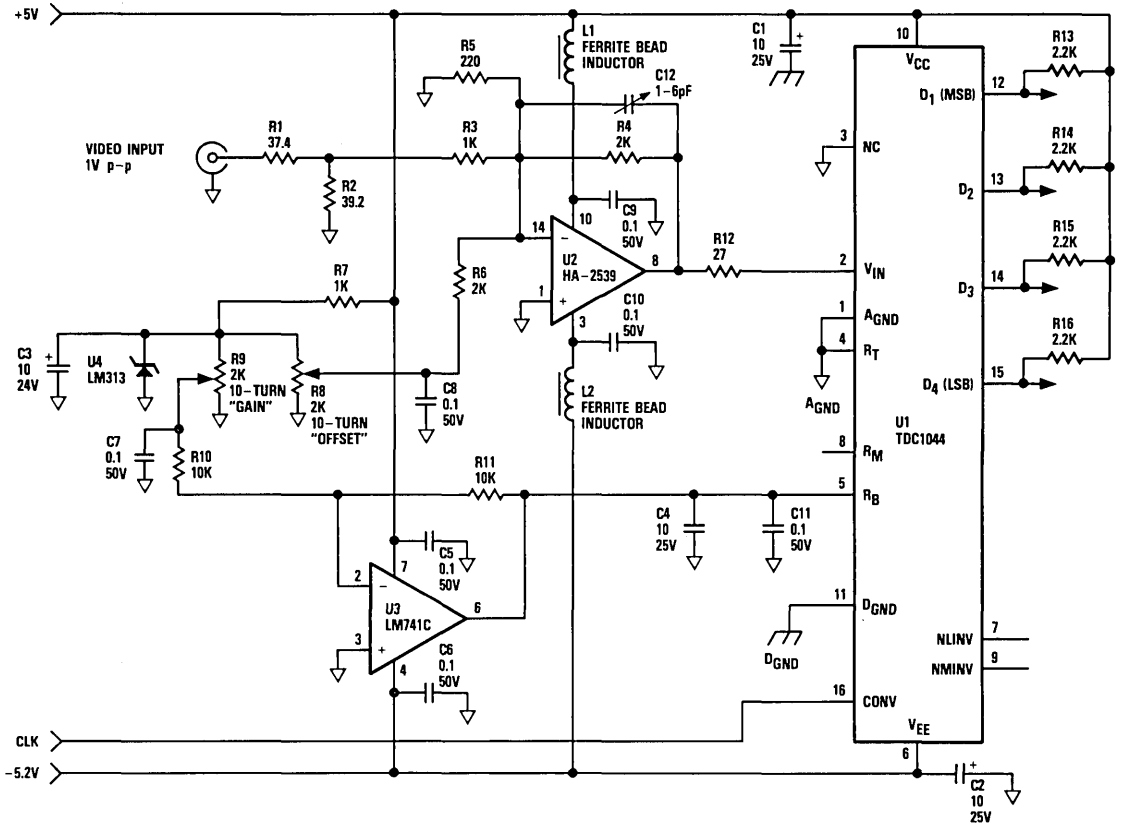 +5V
VIDEO INPUT
1V p-p
R1
37.4
R2
39.2
R5
220
R3
1K
L1
FERRITE BEAD
INDUCTOR
C12
1-6pF
R4
2K
C1
10
25V
+
10
VCC
R13
2.2K
12
D1 (MSB)
3
NC
R14
2.2K
13
D2
R15
2.2K
14
D3
R16
2.2K
15
D4 (LSB)
C9
0.1
50V
10
14
−
U2
HA-2539
8
1
+
3
C10
0.1
50V
R12
27
2
VIN
1
AGND
4
RT
AGND
U1
TDC1044
8
RM
5
RB
R7
1K
R6
2K
C3
10
24V
+
U4
LM313
R9
2K
10-TURN
"GAIN"
R8
2K
10-TURN
"OFFSET"
C8
0.1
50V
L2
FERRITE BEAD
INDUCTOR
C7
0.1
50V
R10
10K
R11
10K
C4
10
25V
C11
0.1
50V
C5
0.1
50V
7
2
−
U3
LM741C
6
3
+
4
C6
0.1
50V
11
DGND
DGND
NLINV
7
NMINV
9
16
CONV
VEE
6
CLK
-5.2V
+
C2
10
25V